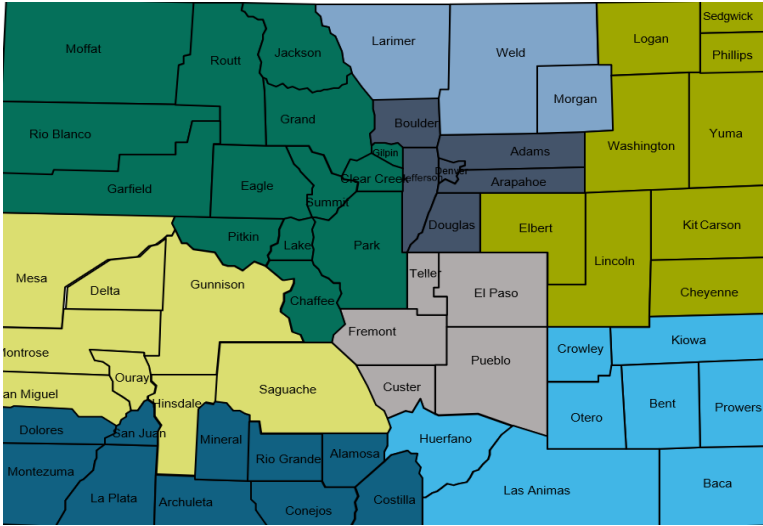 Sedgwick
Moffat
Jackson
Larimer
Weld
Logan
Phillips
Routt
Morgan
Rio Blanco
Grand
Boulder
Washington
Yuma
Gilpin
Adams
Garfield
Eagle
Clear Creek
Jefferson
Denver
Arapahoe
Summit
Pitkin
Lake
Park
Douglas
Elbert
Kit Carson
Mesa
Delta
Gunnison
Teller
El Paso
Lincoln
Cheyenne
Chaffee
Montrose
Fremont
Crowley
Kiowa
Ouray
Pueblo
an Miguel
Hinsdale
Saguache
Custer
Otero
Bent
Prowers
Dolores
San Juan
Mineral
Huerfano
Montezuma
Rio Grande
Alamosa
La Plata
Archuleta
Conejos
Costilla
Las Animas
Baca